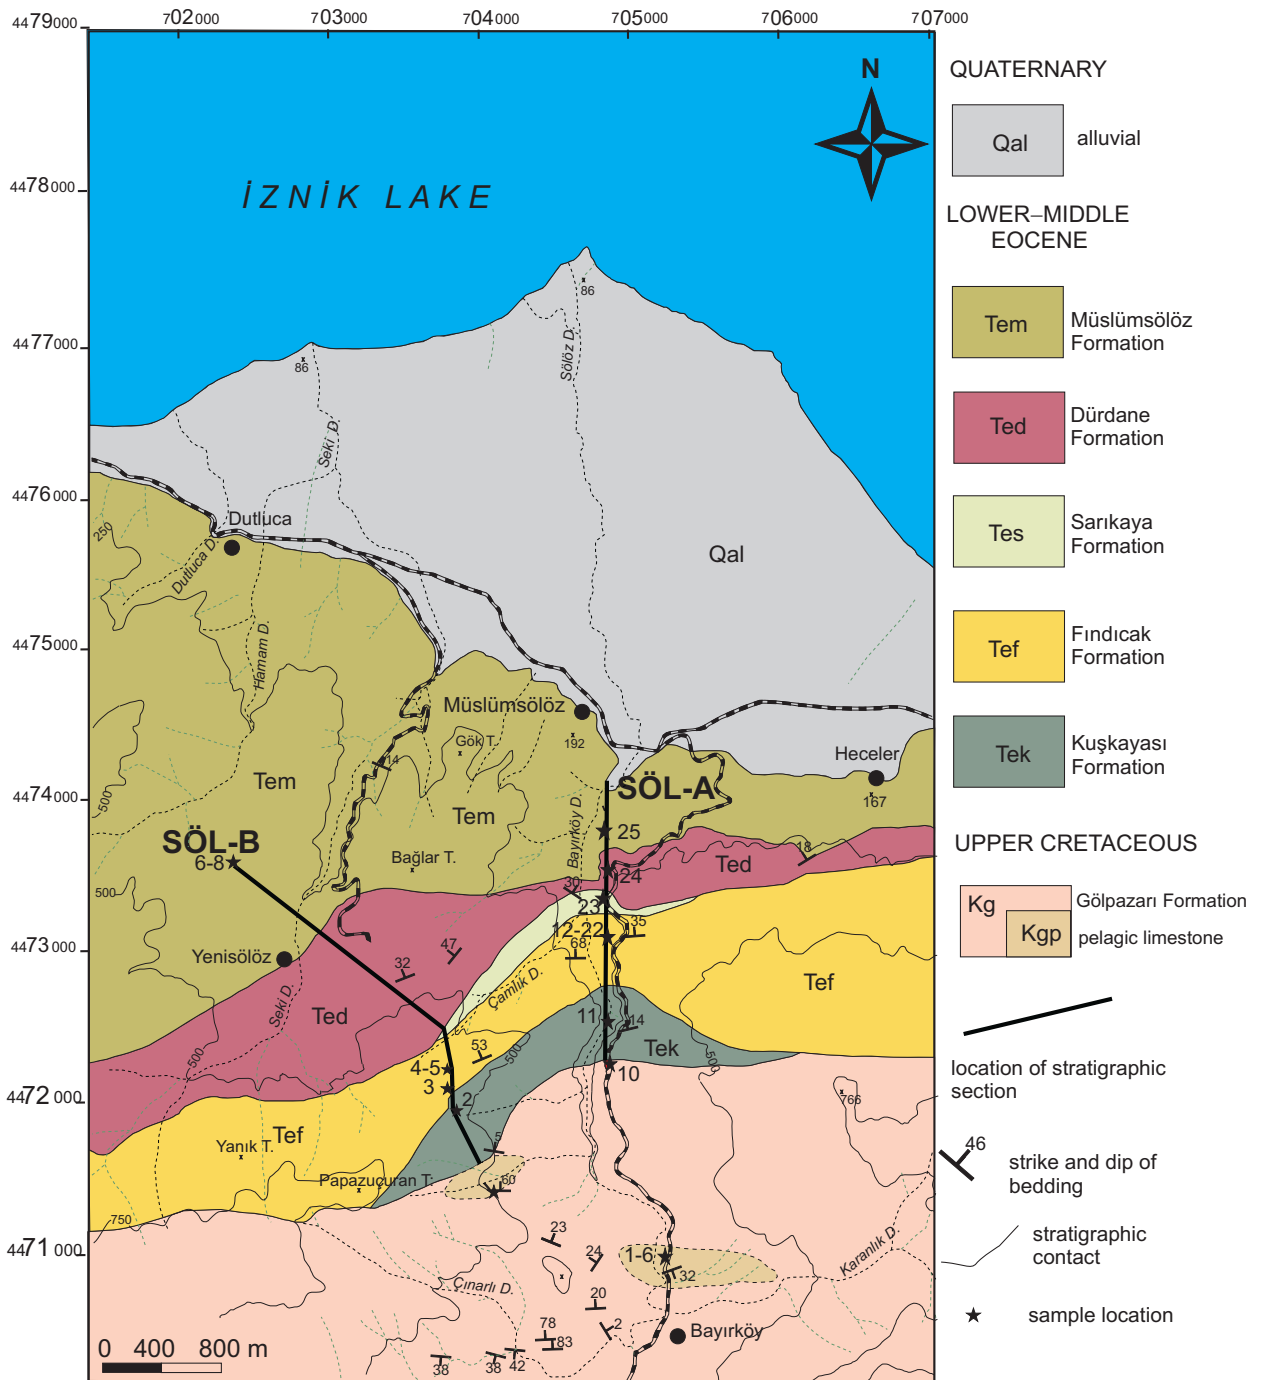 702000 703000 704000 705000 706000 707000
4479000
4478000
4477000
4476000
4475000
4474000
4473000
4472000
4471000
N
İZNİK LAKE
86
86
Sölöz D.
Seki D.
Dutluca
Dutluca D.
250
Qal
Hamam D.
Müslümsölöz
Gök T.
192
14
Heceler
167
Tem
Tem
500
SÖL-A
SÖL-B
6-8
25
Bayırköy D.
Bağlar T.
Ted
18
24
30
23
500
12-22
35
68
47
32
Yenisölöz
Çamlık D.
Tef
Seki D.
Ted
11
14
Tek
53
500
500
500
4-5
3
2
10
766
Yanık T.
Tef
Papazuçuran T.
5
60
750
23
24
1-6
32
Karanlık D.
Çınarlı D.
20
2
78
83
Bayırköy
38
38
42
0 400 800 m
QUATERNARY
Qal
alluvial
LOWER–MIDDLE
EOCENE
Tem
Müslümsölöz
Formation
Ted
Dürdane
Formation
Tes
Sarıkaya
Formation
Tef
Fındıcak
Formation
Tek
Kuşkayası
Formation
UPPER CRETACEOUS
Kg
Kgp
Gölpazarı Formation
pelagic limestone
location of stratigraphic
section
46
strike and dip of
bedding
stratigraphic
contact
sample location